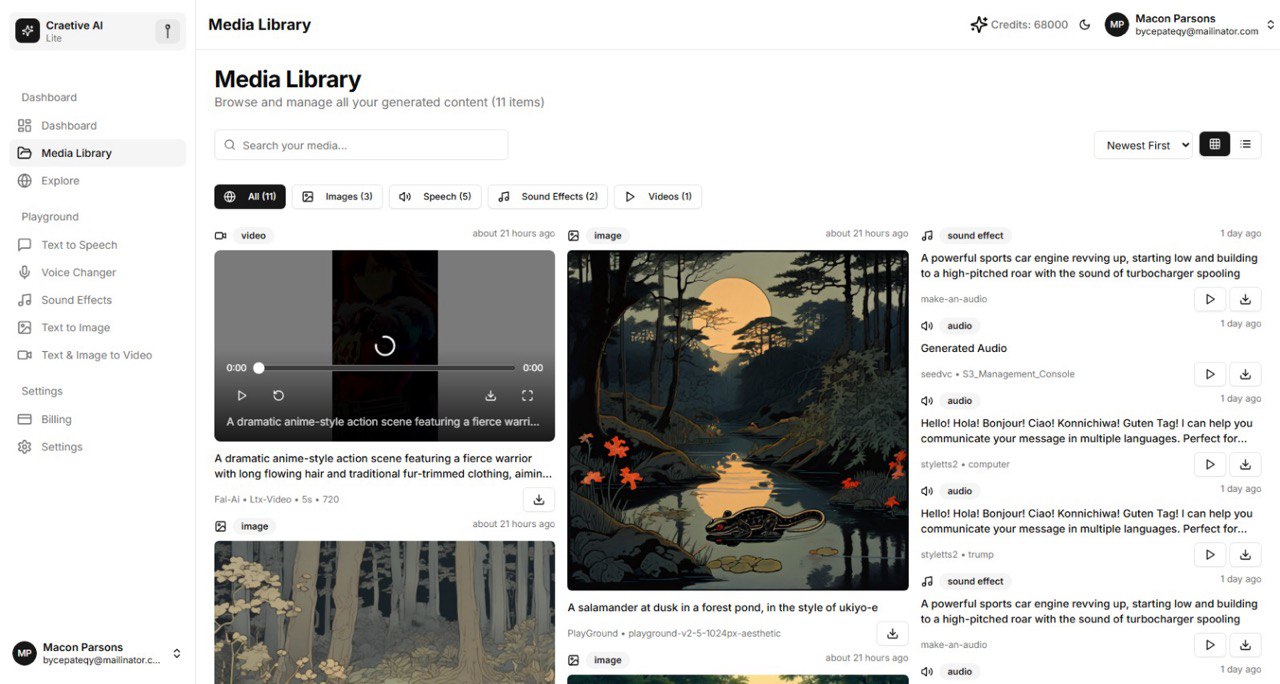 Craetive AI
Lite
Dashboard
Dashboard
Media Library
Explore
Playground
Text to Speech
Voice Changer
Sound Effects
Text to Image
Text & Image to Video
Settings
Billing
Settings
MP
Macon Parsons
bycepateqy@mailinator.c...
Media Library
Credits: 68000
MP
Macon Parsons
bycepateqy@mailinator.com
Media Library
Browse and manage all your generated content (11 items)
Search your media...
Newest First
All (11)
Images (3)
Speech (5)
Sound Effects (2)
Videos (1)
video
about 21 hours ago
0:00
0:00
A dramatic anime-style action scene featuring a fierce warri...
A dramatic anime-style action scene featuring a fierce warrior
with long flowing hair and traditional fur-trimmed clothing, aimin...
Fal-Ai • Ltx-Video • 5s • 720
image
about 21 hours ago
image
about 21 hours ago
A salamander at dusk in a forest pond, in the style of ukiyo-e
PlayGround • playground-v2-5-1024px-aesthetic
image
about 21 hours ago
sound effect
1 day ago
A powerful sports car engine revving up, starting low and building
to a high-pitched roar with the sound of turbocharger spooling
make-an-audio
audio
1 day ago
Generated Audio
seedvc • S3_Management_Console
audio
1 day ago
Hello! Hola! Bonjour! Ciao! Konnichiwa! Guten Tag! I can help you
communicate your message in multiple languages. Perfect for...
styletts2 • computer
audio
1 day ago
Hello! Hola! Bonjour! Ciao! Konnichiwa! Guten Tag! I can help you
communicate your message in multiple languages. Perfect for...
styletts2 • trump
sound effect
1 day ago
A powerful sports car engine revving up, starting low and building
to a high-pitched roar with the sound of turbocharger spooling
make-an-audio
audio
1 day ago